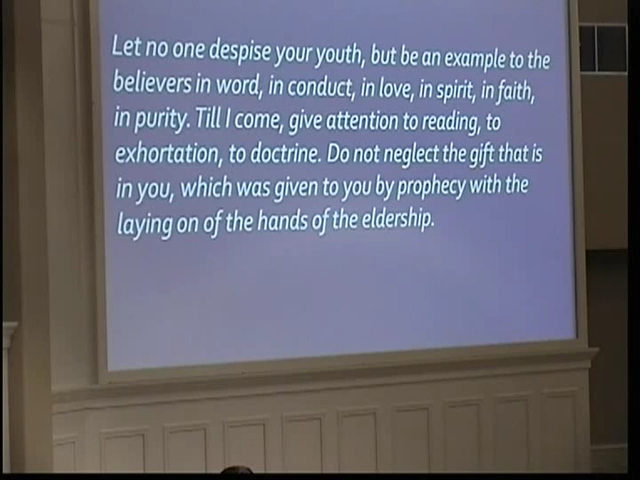 Let no one despise your youth, but be an example to the
believers in word, in conduct, in love, in spirit, in faith,
in purity. Till I come, give attention to reading, to
exhortation, to doctrine. Do not neglect the gift that is
in you, which was given to you by prophecy with the
laying on of the hands of the eldership.